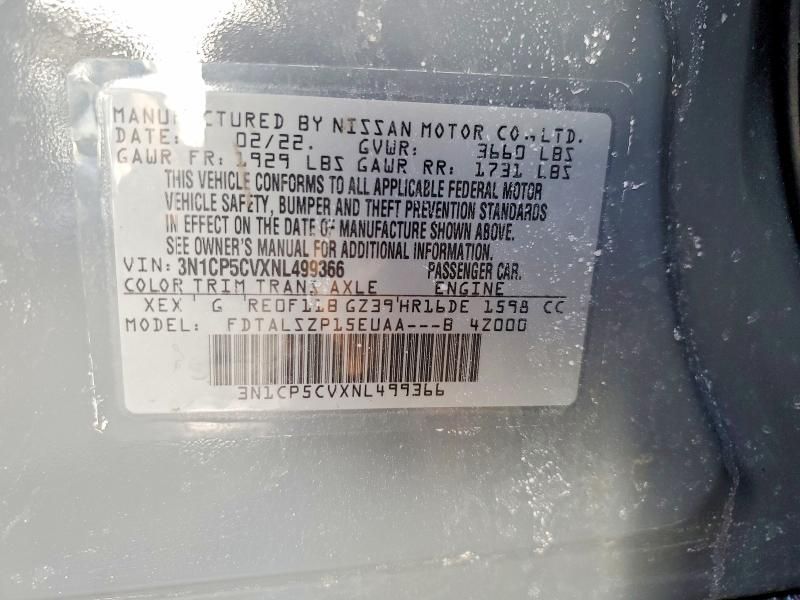 MANUFACTURED BY NISSAN MOTOR CO., LTD.
DATE: 02/22. GVWR: 3660 LBS
GAWR FR: 1929 LBS GAWR RR: 1731 LBS
THIS VEHICLE CONFORMS TO ALL APPLICABLE FEDERAL MOTOR
VEHICLE SAFETY, BUMPER AND THEFT PREVENTION STANDARDS
IN EFFECT ON THE DATE OF MANUFACTURE SHOWN ABOVE.
SEE OWNER'S MANUAL FOR ADDITIONAL INFORMATION.
VIN: 3N1CP5CVXNL499366 PASSENGER CAR.
COLOR TRIM TRANS AXLE ENGINE
XEX G RE0F11B GZ39 HR16DE 1598 CC
MODEL: FDTALSZP15EUAA---B 4Z000
3N1CP5CVXNL499366